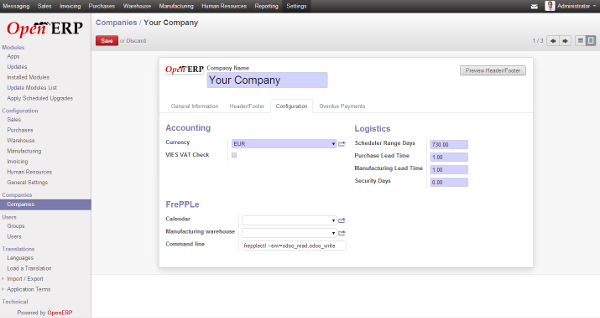 Messaging Sales Invoicing Purchases Warehouse Manufacturing Human Resources Reporting Settings Administrator
Open ERP
Companies / Your Company
Save or Discard
1 / 3
Modules
Apps
Updates
Installed Modules
Update Modules List
Apply Scheduled Upgrades
Configuration
Sales
Purchases
Warehouse
Manufacturing
Invoicing
Human Resources
General Settings
Companies
Companies
Users
Groups
Users
Translations
Languages
Load a Translation
Import / Export
Application Terms
Technical
Powered by OpenERP
Open ERP
Company Name
Your Company
Preview Header/Footer
General Information Header/Footer Configuration Overdue Payments
Accounting
Currency EUR
VIES VAT Check
Logistics
Scheduler Range Days 730.00
Purchase Lead Time 1.00
Manufacturing Lead Time 1.00
Security Days 0.00
FrePPLe
Calendar
Manufacturing warehouse
Command line frepplectl --env=odoo_read,odoo_write